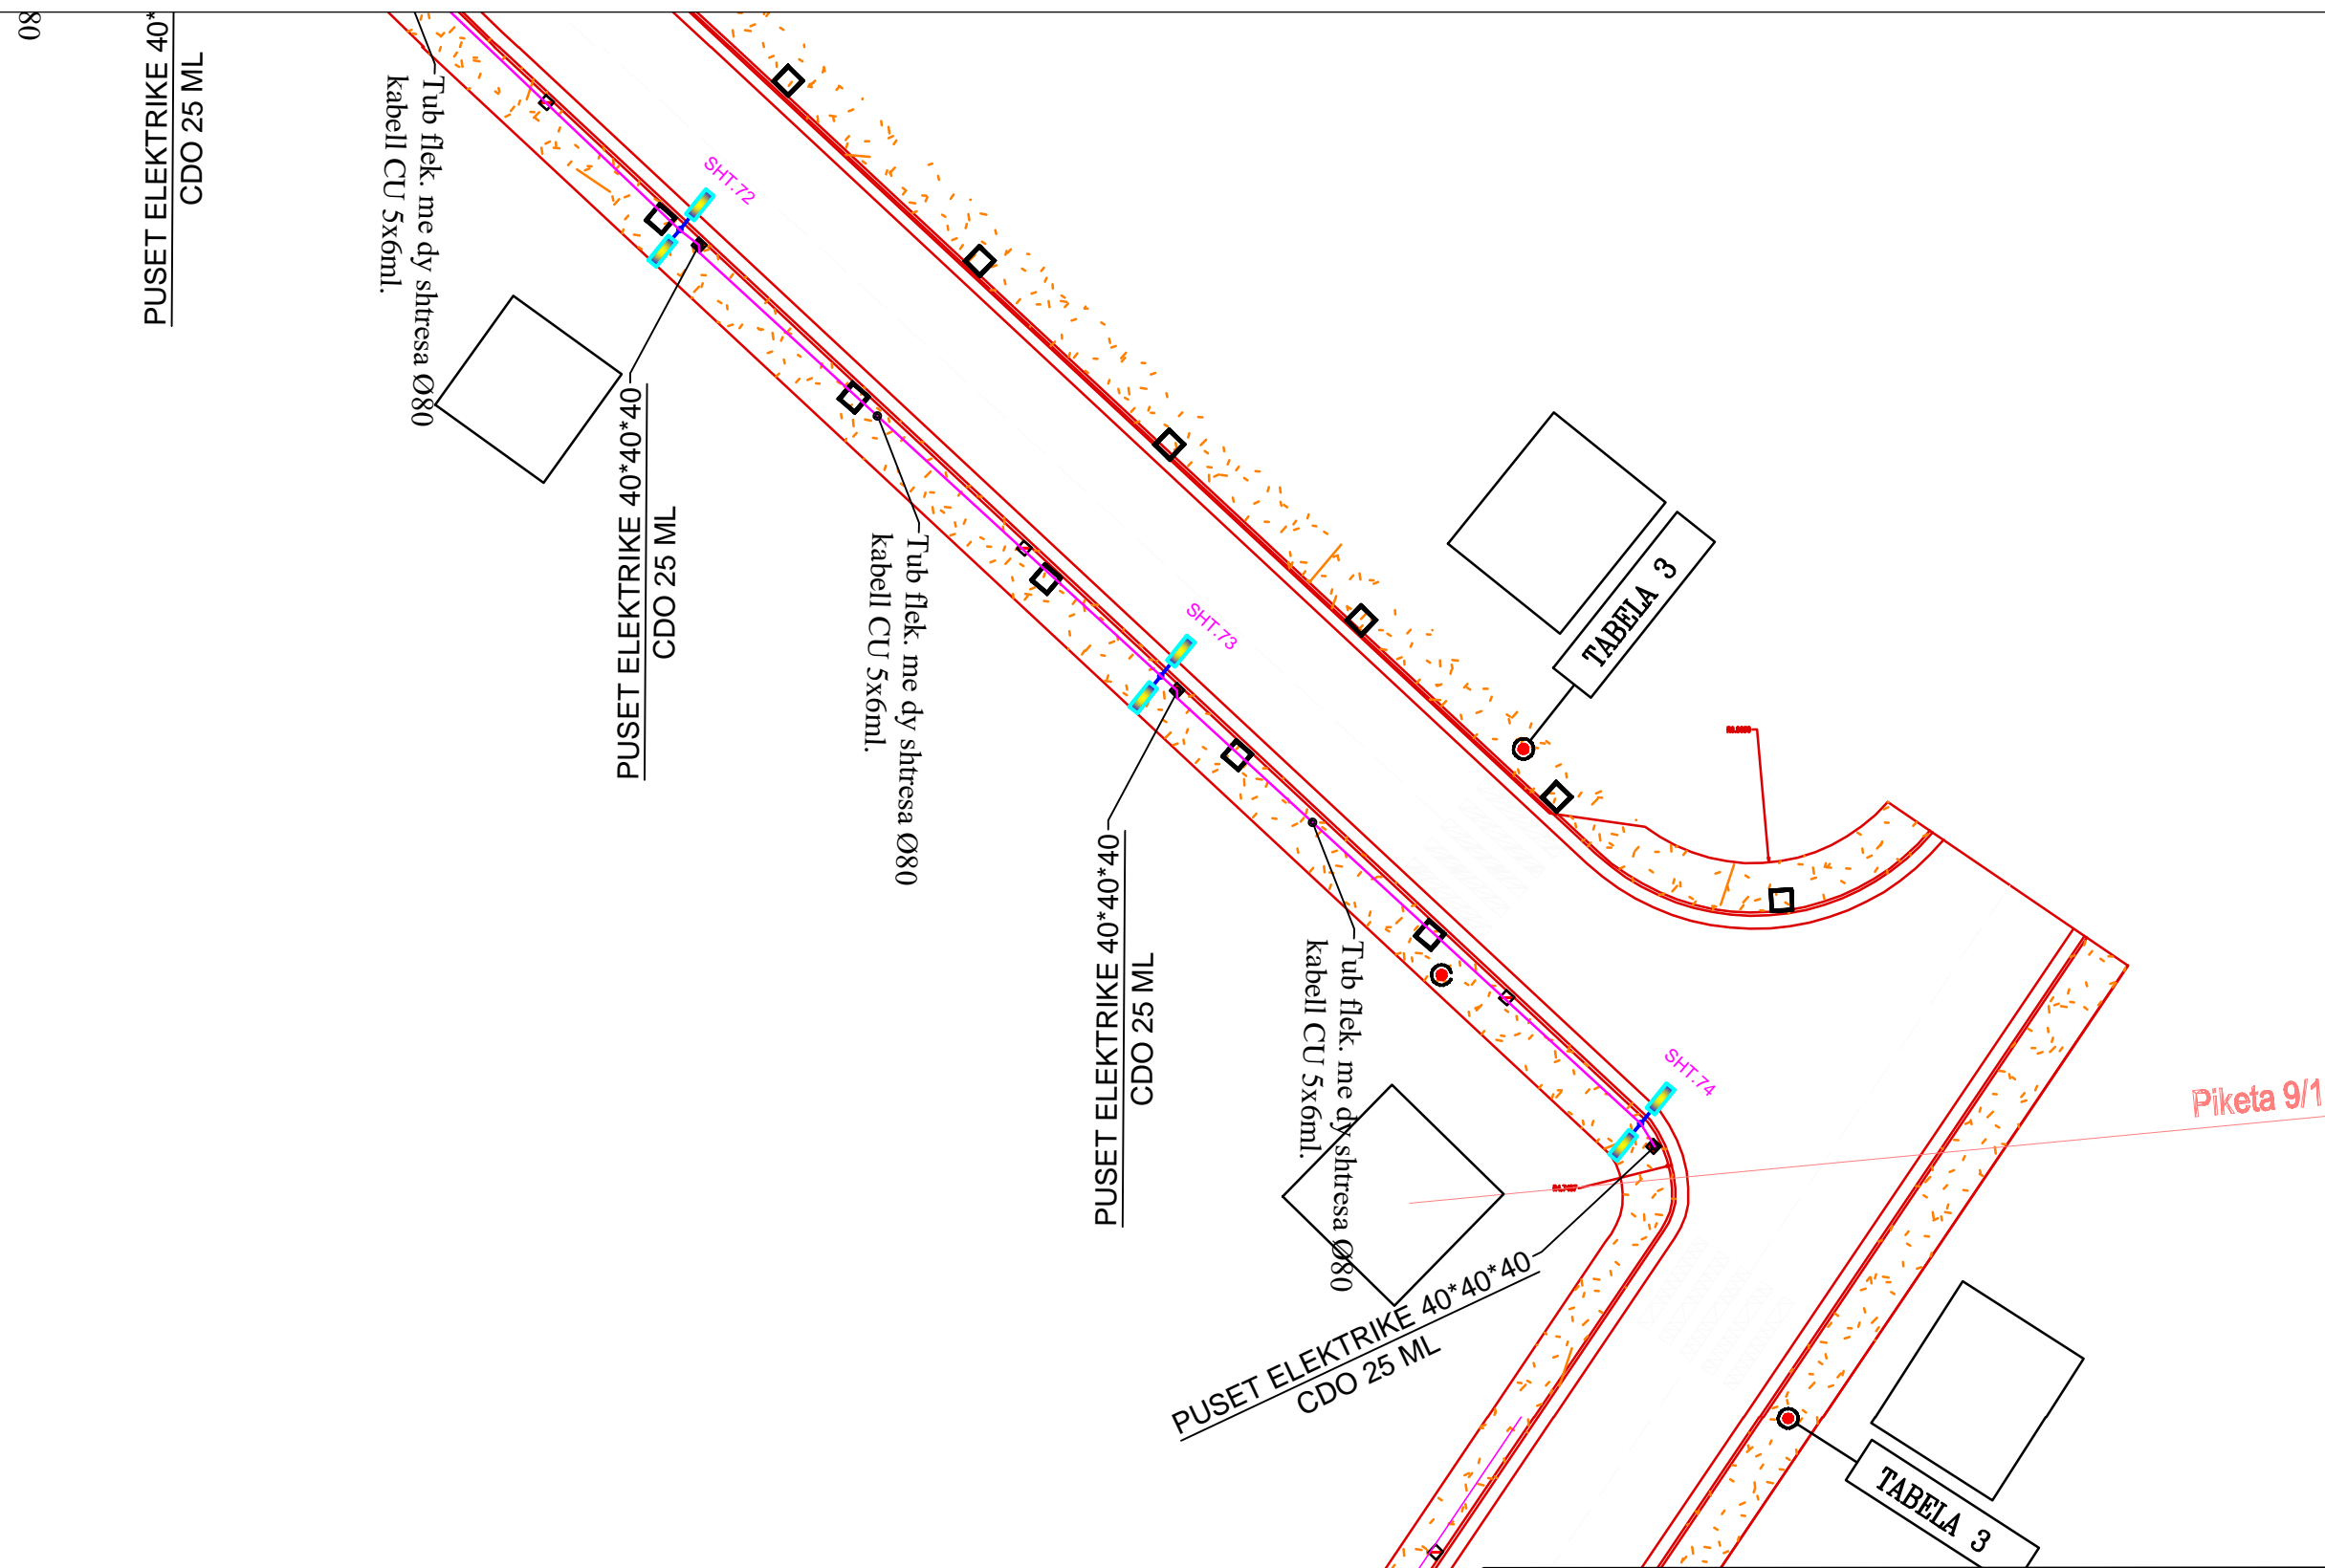 80
PUSET ELEKTRIKE 40*
CDO 25 ML
Tub flek. me dy shtresa Ø80
kabell CU 5x6ml.
SHT.72
PUSET ELEKTRIKE 40*40*40
CDO 25 ML
Tub flek. me dy shtresa Ø80
kabell CU 5x6ml.
SHT.73
PUSET ELEKTRIKE 40*40*40
CDO 25 ML
Tub flek. me dy shtresa Ø80
kabell CU 5x6ml.
TABELA 3
SHT.74
PUSET ELEKTRIKE 40*40*40
CDO 25 ML
Piketa 9/1
TABELA 3